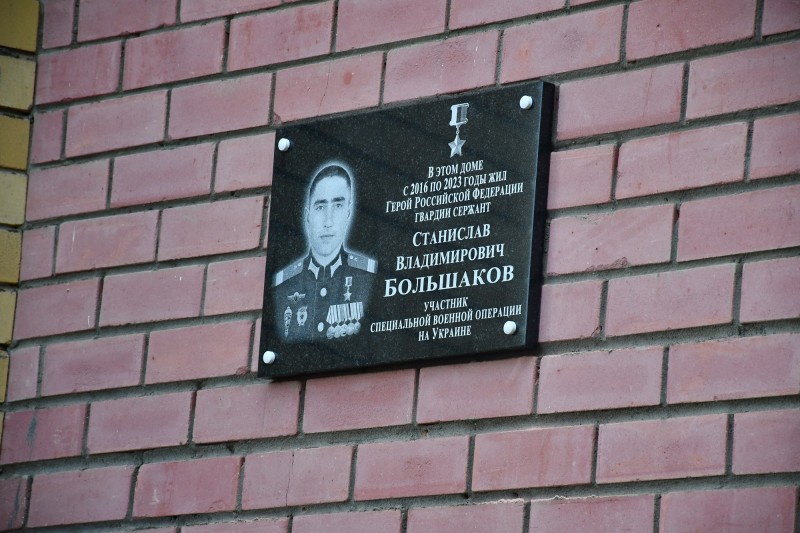 В ЭТОМ ДОМЕ
С 2016 ПО 2023 ГОДЫ ЖИЛ
ГЕРОЙ РОССИЙСКОЙ ФЕДЕРАЦИИ
ГВАРДИИ СЕРЖАНТ
СТАНИСЛАВ
ВЛАДИМИРОВИЧ
БОЛЬШАКОВ
УЧАСТНИК
СПЕЦИАЛЬНОЙ ВОЕННОЙ ОПЕРАЦИИ
НА УКРАИНЕ